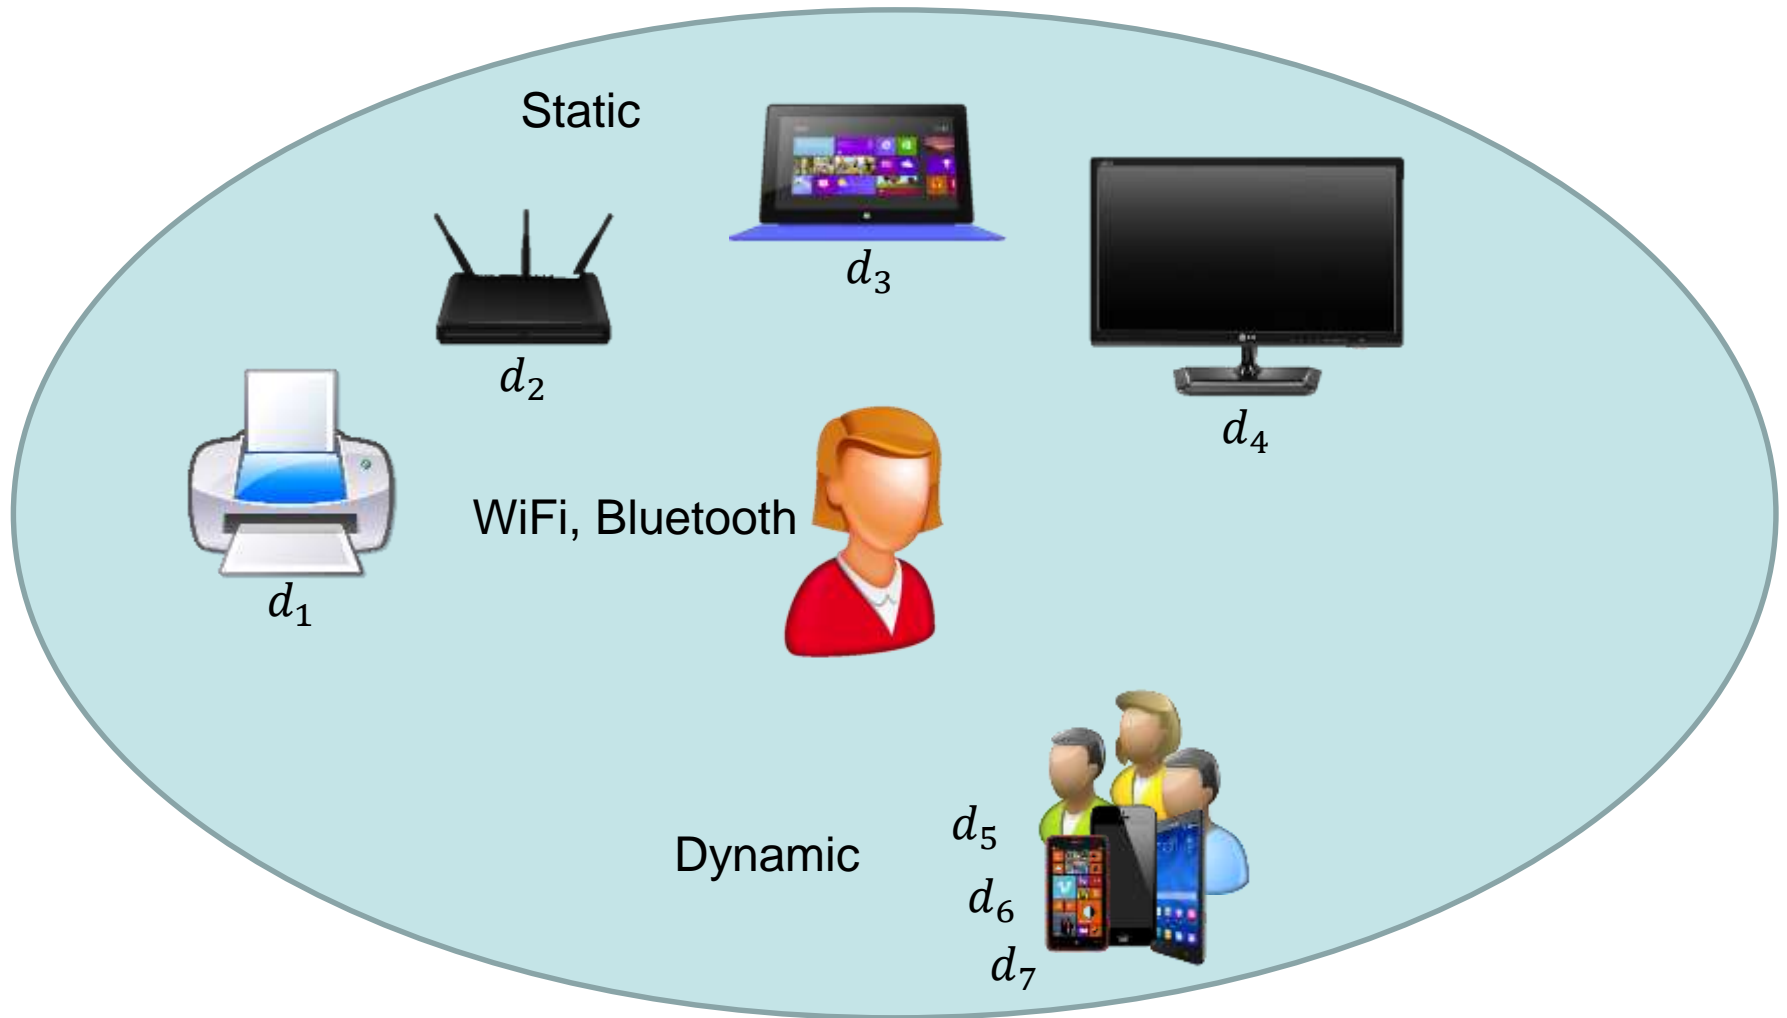 Static
d₃
d₂
d₄
WiFi, Bluetooth
d₁
d₅
Dynamic
d₆
d₇